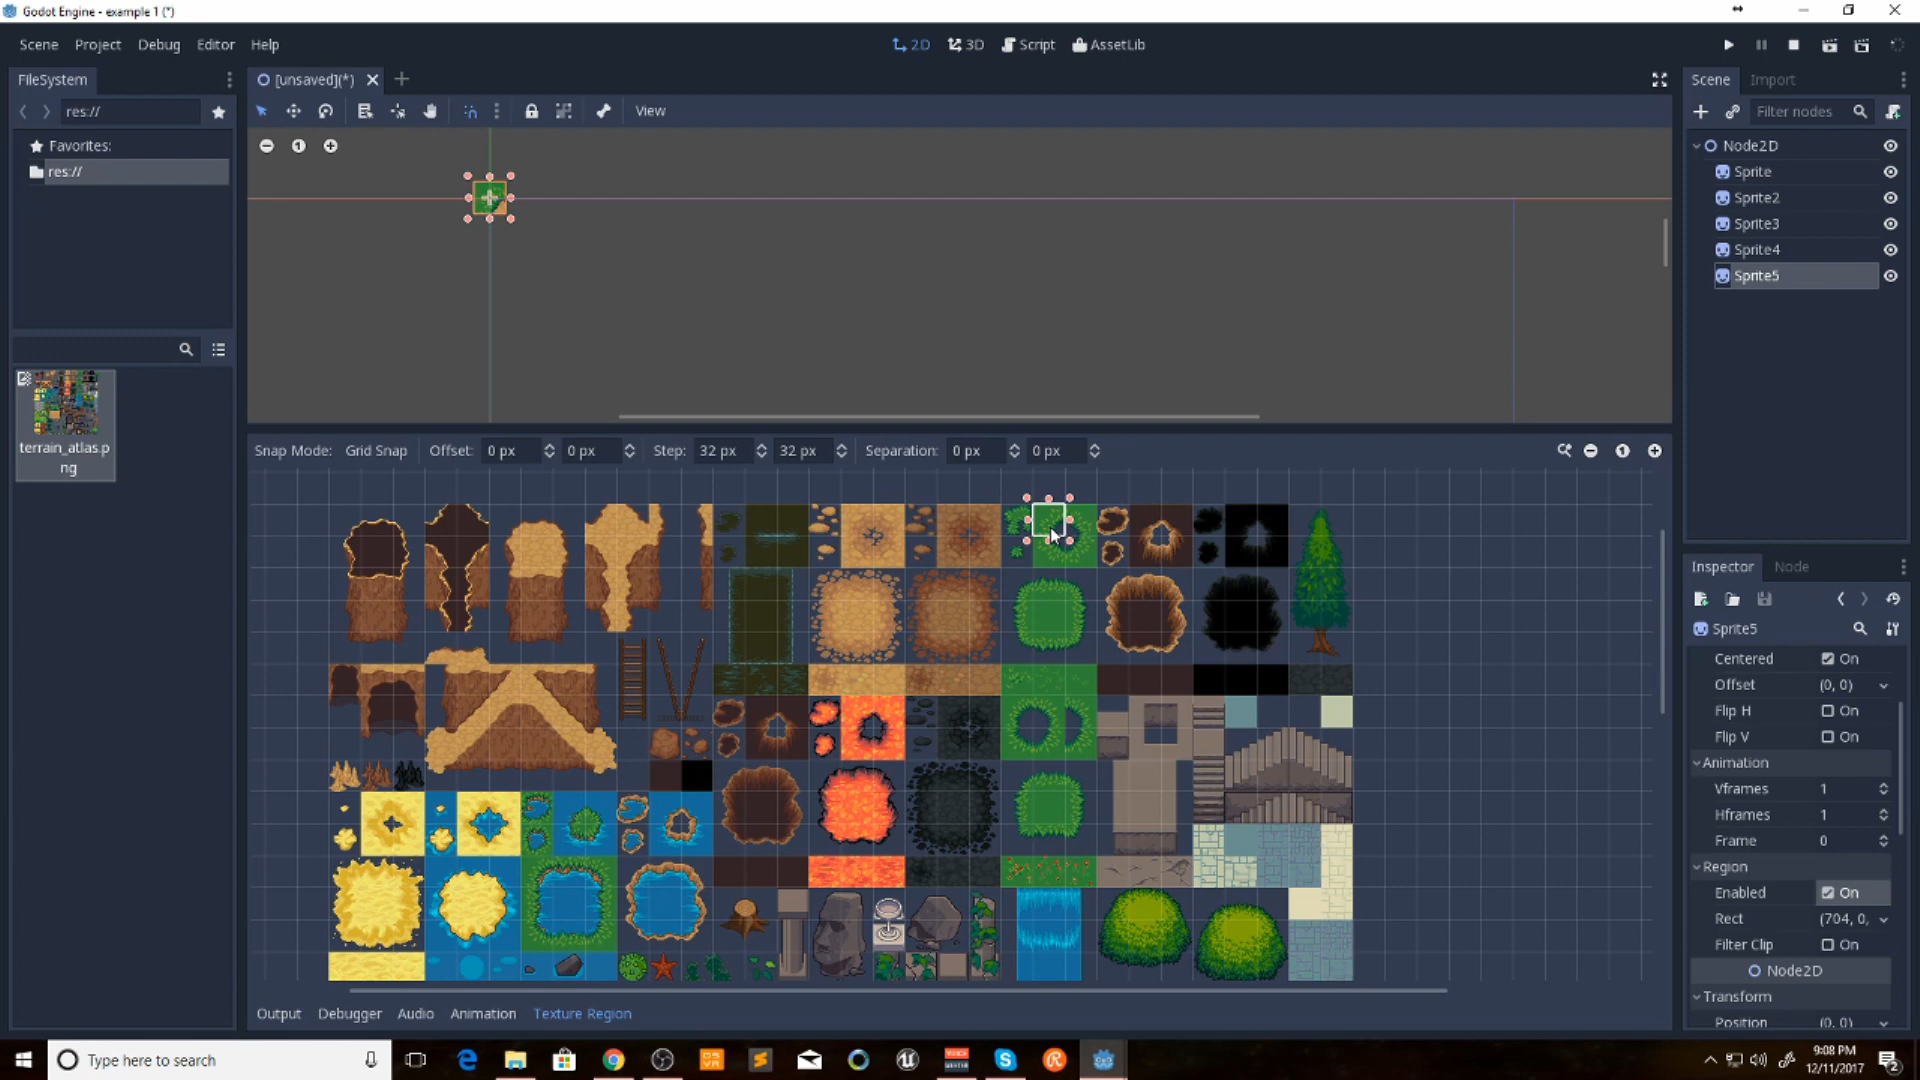 Godot Engine - example 1 (*)
Scene Project Debug Editor Help
2D 3D Script AssetLib
FileSystem
[unsaved](*)
Scene Import
res://
View
Filter nodes
Favorites:
res://
1
Node2D
Sprite
Sprite2
Sprite3
Sprite4
Sprite5
terrain_atlas.p
ng
Snap Mode: Grid Snap Offset: 0 px 0 px Step: 32 px 32 px Separation: 0 px 0 px
1
Inspector Node
Sprite5
Centered On
Offset (0, 0)
Flip H On
Flip V On
Animation
Vframes 1
Hframes 1
Frame 0
Region
Enabled On
Rect (704, 0,
Filter Clip On
Node2D
Transform
Position (0, 0)
Output Debugger Audio Animation Texture Region
Type here to search
9:08 PM
12/11/2017
2